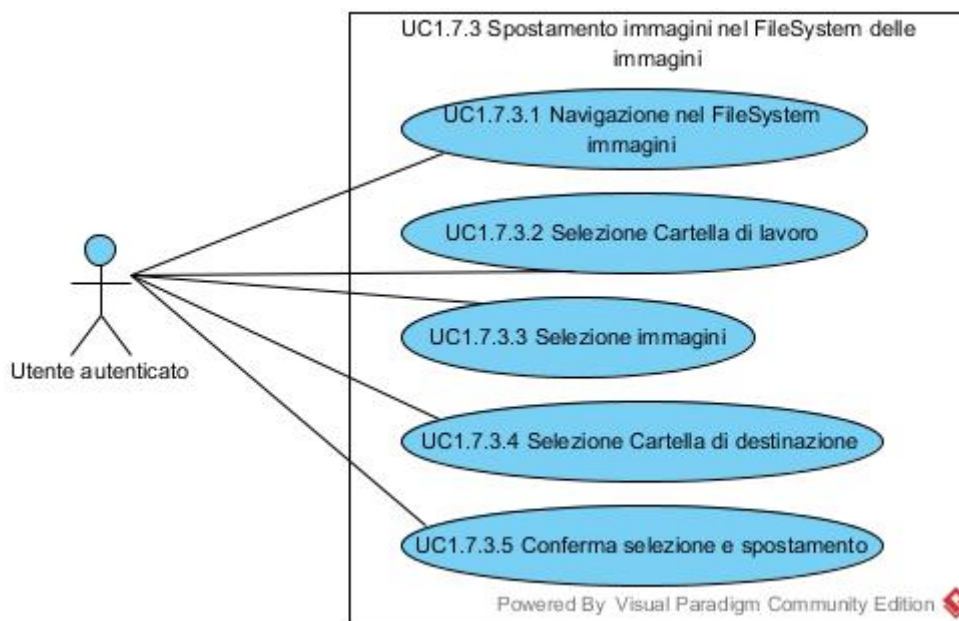 UC1.7.3 Spostamento immagini nel FileSystem delle
immagini
UC1.7.3.1 Navigazione nel FileSystem
immagini
UC1.7.3.2 Selezione Cartella di lavoro
UC1.7.3.3 Selezione immagini
Utente autenticato
UC1.7.3.4 Selezione Cartella di destinazione
UC1.7.3.5 Conferma selezione e spostamento
Powered By Visual Paradigm Community Edition